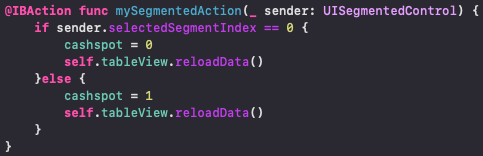 @IBAction func mySegmentedAction(_ sender: UISegmentedControl) {
    if sender.selectedSegmentIndex == 0 {
        cashspot = 0
        self.tableView.reloadData()
    }else {
        cashspot = 1
        self.tableView.reloadData()
    }
}